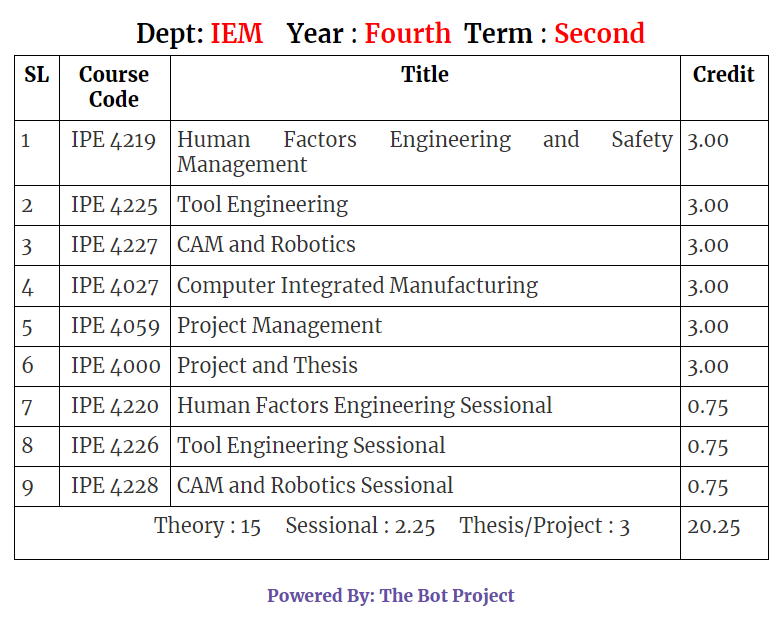 Dept: IEM Year : Fourth Term : Second
SL Course Code Title Credit
1 IPE 4219 Human Factors Engineering and Safety Management 3.00
2 IPE 4225 Tool Engineering 3.00
3 IPE 4227 CAM and Robotics 3.00
4 IPE 4027 Computer Integrated Manufacturing 3.00
5 IPE 4059 Project Management 3.00
6 IPE 4000 Project and Thesis 3.00
7 IPE 4220 Human Factors Engineering Sessional 0.75
8 IPE 4226 Tool Engineering Sessional 0.75
9 IPE 4228 CAM and Robotics Sessional 0.75
Theory : 15 Sessional : 2.25 Thesis/Project : 3 20.25
Powered By: The Bot Project